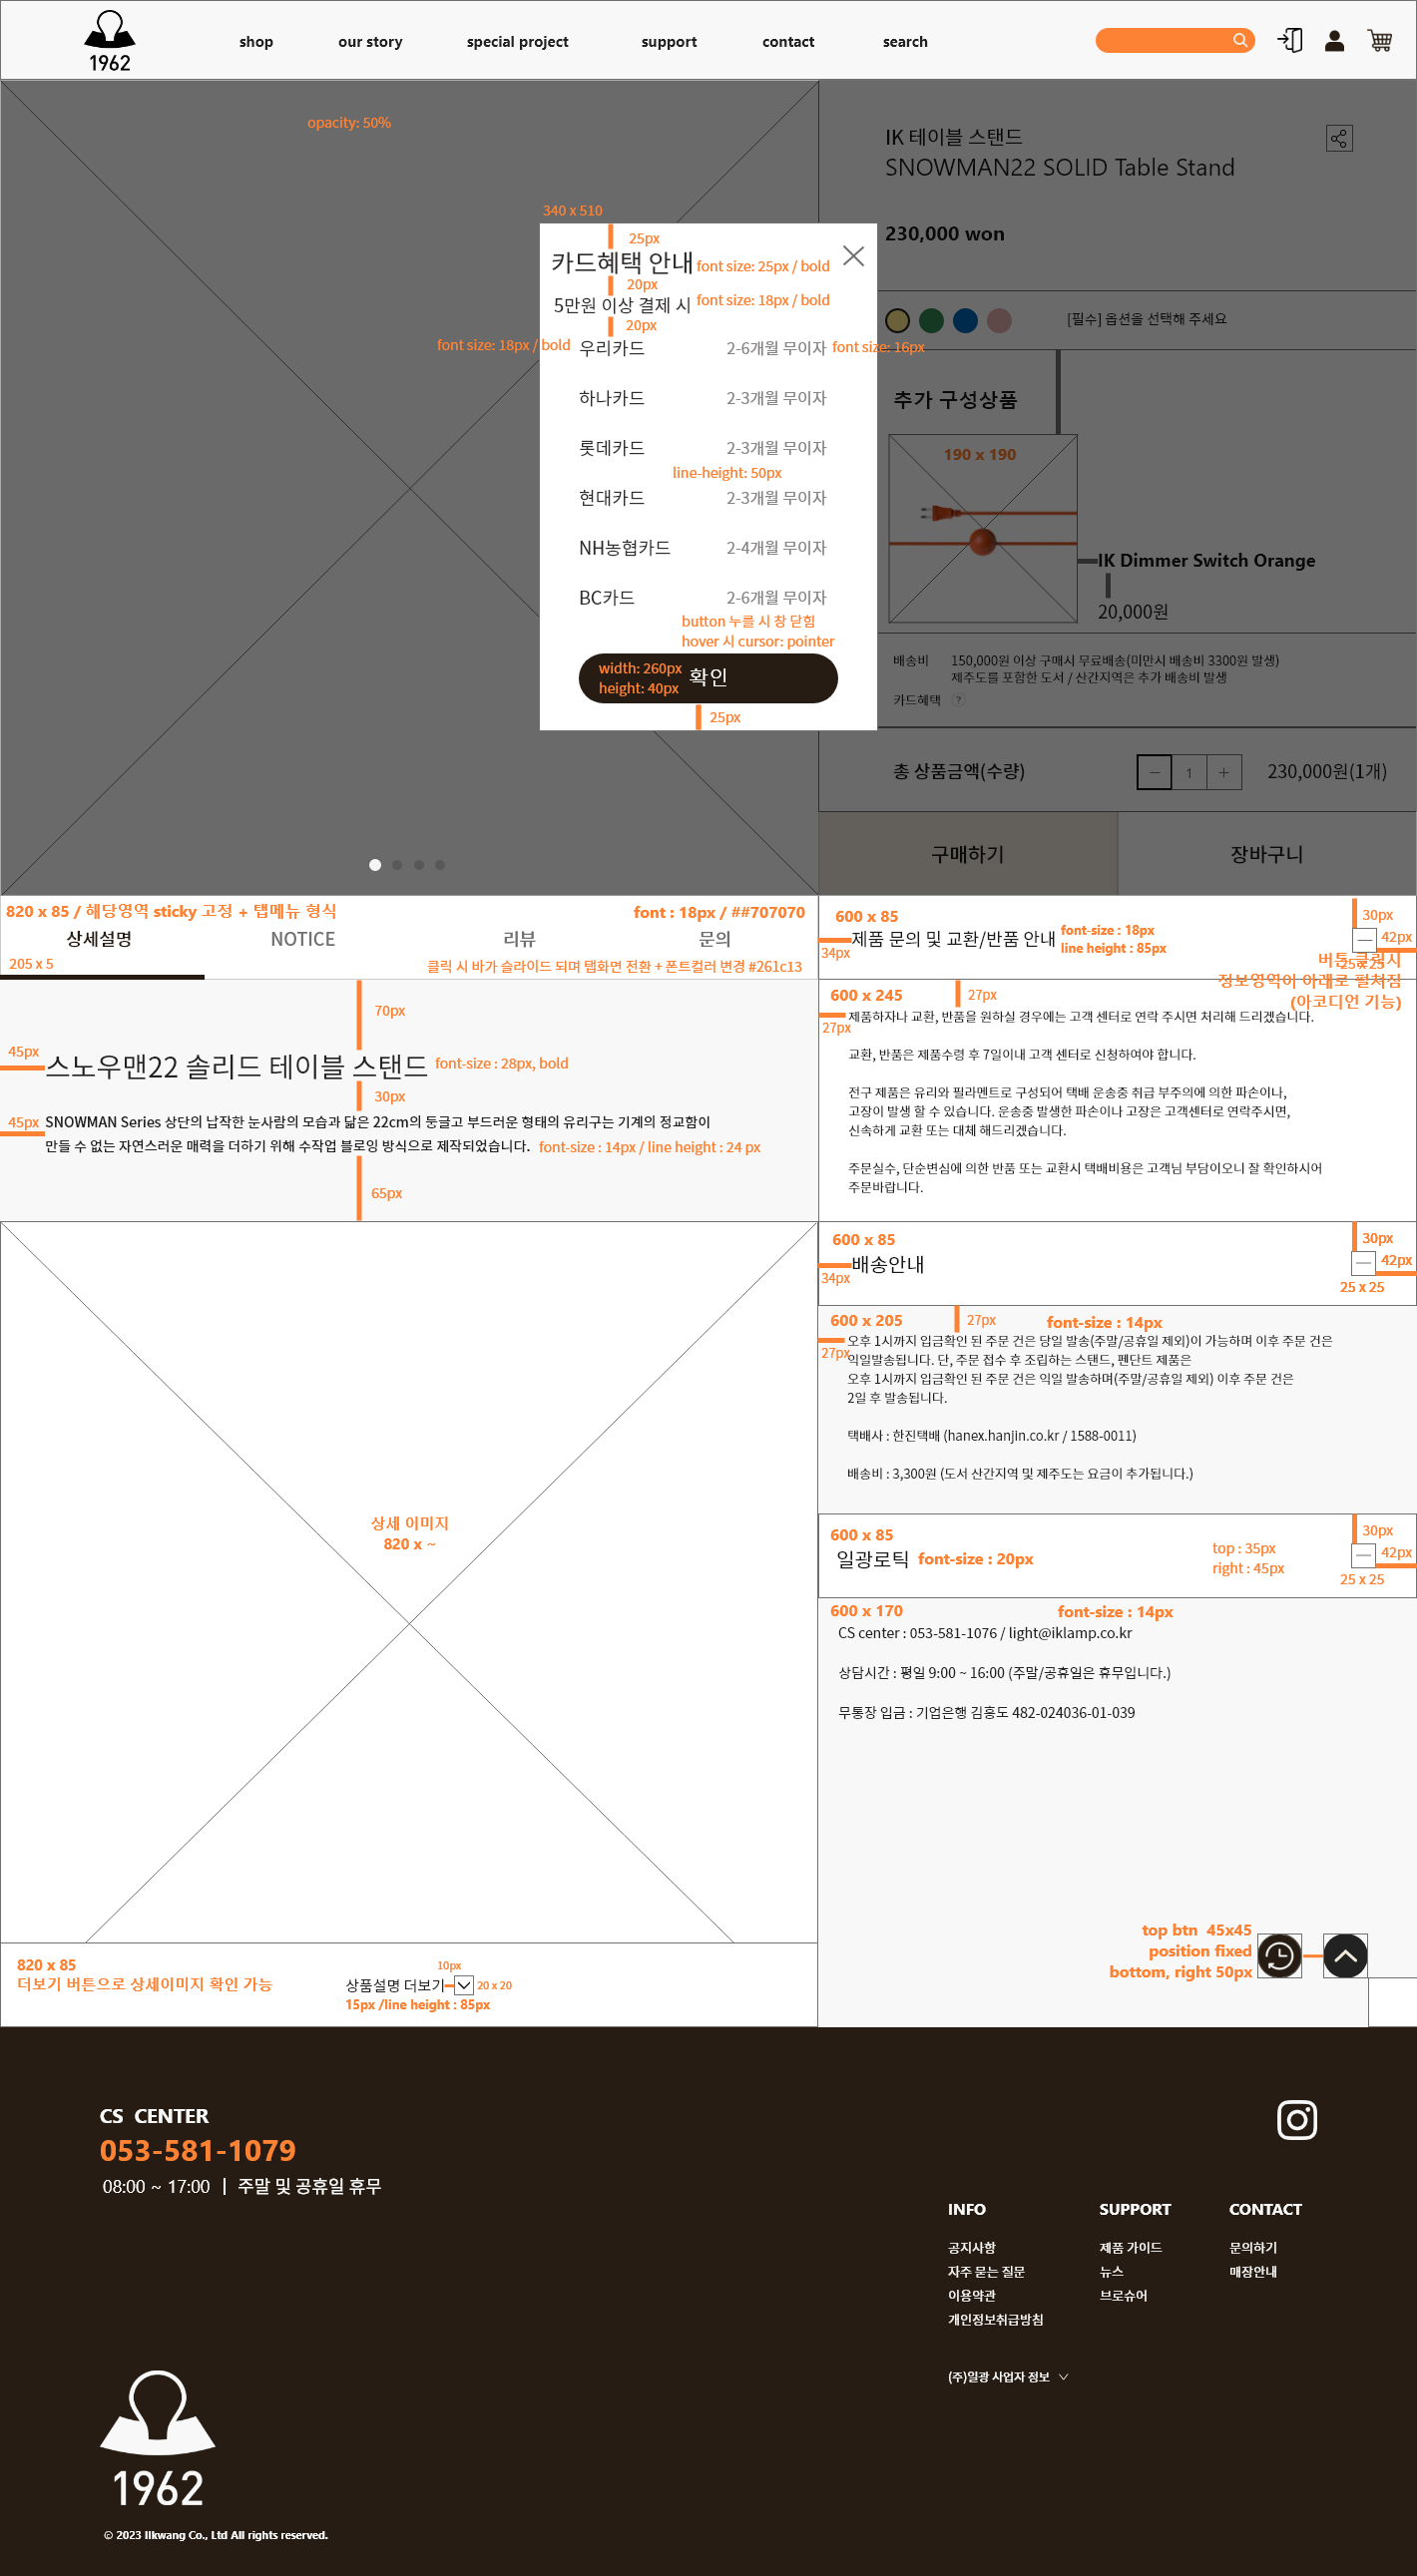 1962
shop
our story
special project
support
contact
search
opacity: 50%
IK 테이블 스탠드
SNOWMAN22 SOLID Table Stand
230,000 won
[필수] 옵션을 선택해 주세요
추가 구성상품
190 x 190
IK Dimmer Switch Orange
20,000원
배송비 150,000원 이상 구매시 무료배송(미만시 배송비 3300원 발생)
제주도를 포함한 도서 / 산간지역은 추가 배송비 발생
카드혜택 ?
총 상품금액(수량)
1
230,000원(1개)
구매하기
장바구니
340 x 510
25px
카드혜택 안내
font size: 25px / bold
20px
5만원 이상 결제 시
font size: 18px / bold
20px
font size: 18px / bold
우리카드 2-6개월 무이자
font size: 16px
하나카드 2-3개월 무이자
롯데카드 2-3개월 무이자
line-height: 50px
현대카드 2-3개월 무이자
NH농협카드 2-4개월 무이자
BC카드 2-6개월 무이자
button 누를 시 창 닫힘
hover 시 cursor: pointer
width: 260px
height: 40px
확인
25px
820 x 85 / 해당영역 sticky 고정 + 탭메뉴 형식
font : 18px / ##707070
상세설명
NOTICE
리뷰
문의
205 x 5
클릭 시 바가 슬라이드 되며 탭화면 전환 + 폰트컬러 변경 #261c13
70px
45px
스노우맨22 솔리드 테이블 스탠드
font-size : 28px, bold
30px
45px
SNOWMAN Series 상단의 납작한 눈사람의 모습과 닮은 22cm의 둥글고 부드러운 형태의 유리구는 기계의 정교함이
만들 수 없는 자연스러운 매력을 더하기 위해 수작업 블로잉 방식으로 제작되었습니다.
font-size : 14px / line height : 24 px
65px
상세 이미지
820 x ~
820 x 85
더보기 버튼으로 상세이미지 확인 가능
10px
상품설명 더보기
20 x 20
15px /line height : 85px
600 x 85
34px
제품 문의 및 교환/반품 안내
font-size : 18px
line height : 85px
30px
42px
25 x 25
버튼 클릭시
정보영역이 아래로 펼쳐짐
(아코디언 기능)
600 x 245
27px
27px
제품하자나 교환, 반품을 원하실 경우에는 고객 센터로 연락 주시면 처리해 드리겠습니다.
교환, 반품은 제품수령 후 7일이내 고객 센터로 신청하여야 합니다.
전구 제품은 유리와 필라멘트로 구성되어 택배 운송중 취급 부주의에 의한 파손이나,
고장이 발생 할 수 있습니다. 운송중 발생한 파손이나 고장은 고객센터로 연락주시면,
신속하게 교환 또는 대체 해드리겠습니다.
주문실수, 단순변심에 의한 반품 또는 교환시 택배비용은 고객님 부담이오니 잘 확인하시어
주문바랍니다.
600 x 85
34px
배송안내
30px
42px
25 x 25
600 x 205
27px
font-size : 14px
27px
오후 1시까지 입금확인 된 주문 건은 당일 발송(주말/공휴일 제외)이 가능하며 이후 주문 건은
익일발송됩니다. 단, 주문 접수 후 조립하는 스탠드, 펜단트 제품은
오후 1시까지 입금확인 된 주문 건은 익일 발송하며(주말/공휴일 제외) 이후 주문 건은
2일 후 발송됩니다.
택배사 : 한진택배 (hanex.hanjin.co.kr / 1588-0011)
배송비 : 3,300원 (도서 산간지역 및 제주도는 요금이 추가됩니다.)
600 x 85
일광로틱
font-size : 20px
top : 35px
right : 45px
30px
42px
25 x 25
600 x 170
font-size : 14px
CS center : 053-581-1076 / light@iklamp.co.kr
상담시간 : 평일 9:00 ~ 16:00 (주말/공휴일은 휴무입니다.)
무통장 입금 : 기업은행 김홍도 482-024036-01-039
top btn 45x45
position fixed
bottom, right 50px
CS CENTER
053-581-1079
08:00 ~ 17:00 | 주말 및 공휴일 휴무
INFO
공지사항
자주 묻는 질문
이용약관
개인정보취급방침
SUPPORT
제품 가이드
뉴스
브로슈어
CONTACT
문의하기
매장안내
(주)일광 사업자 정보
1962
© 2023 Ilkwang Co., Ltd All rights reserved.